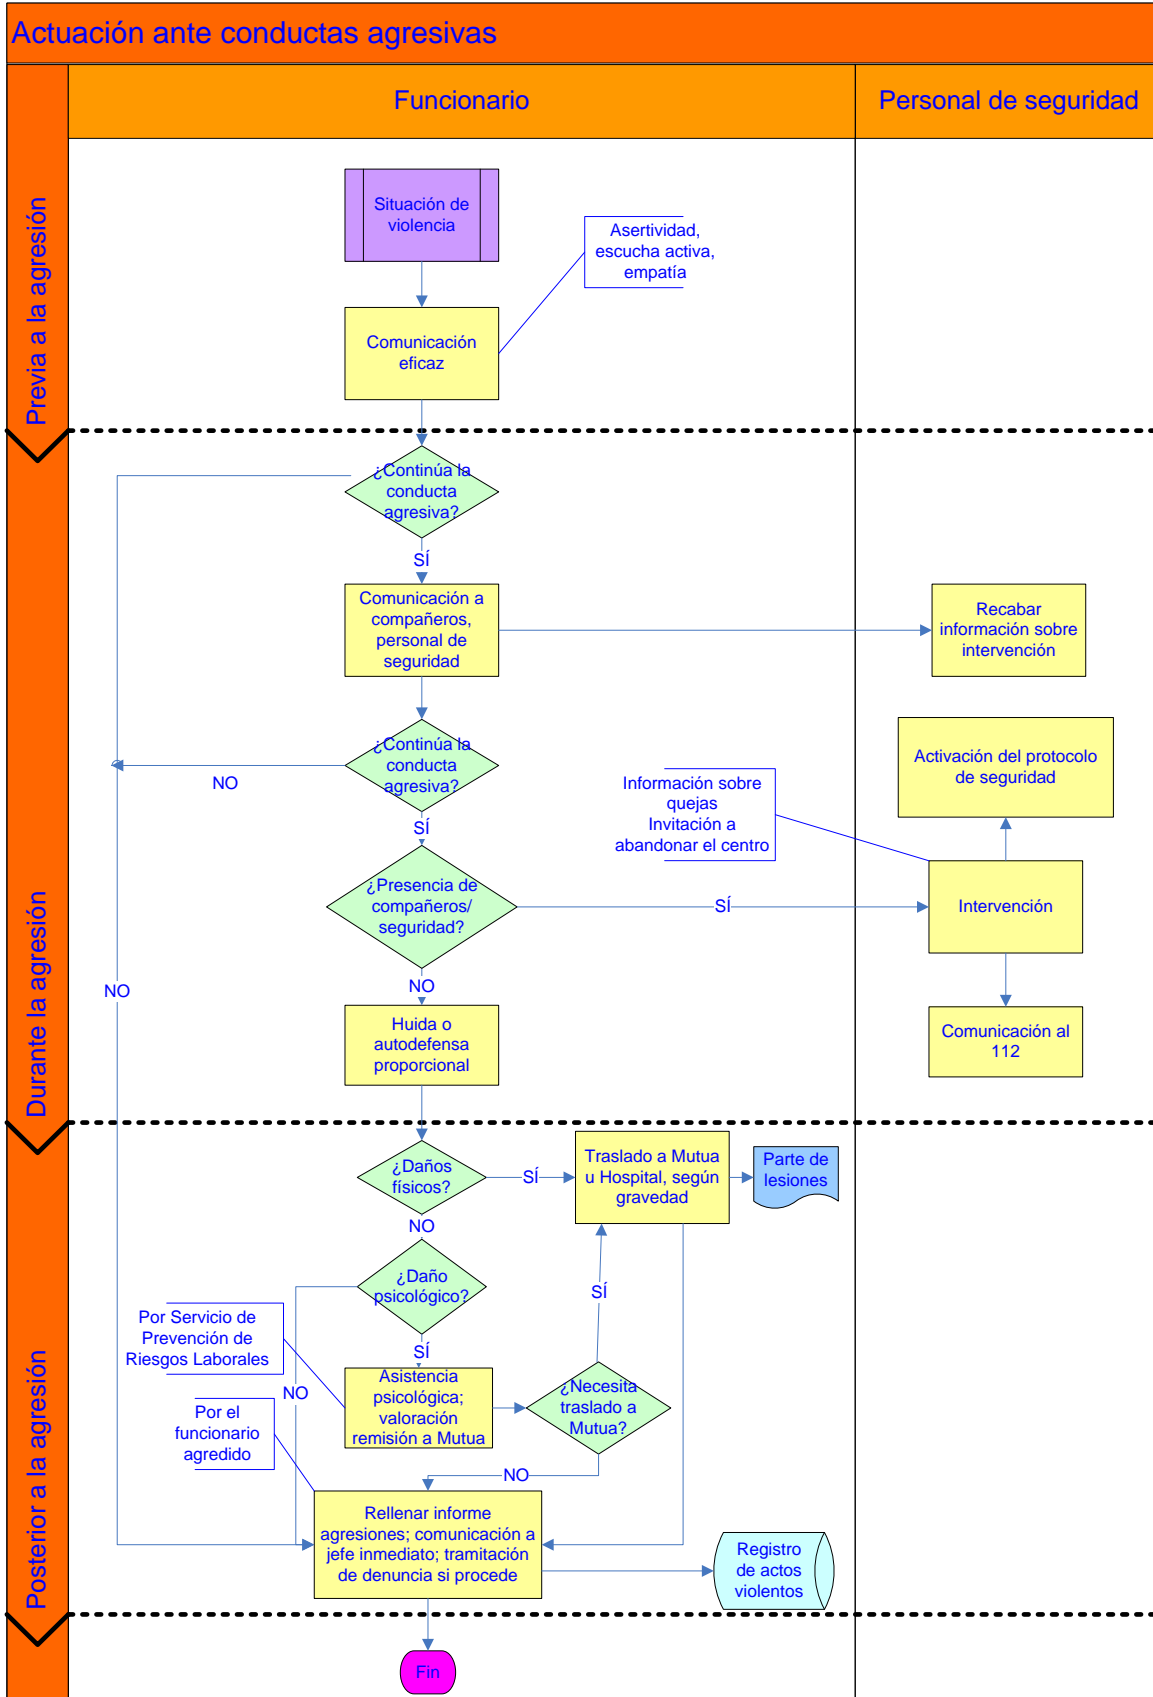 Actuación ante conductas agresivas
Funcionario
Personal de seguridad
Previa a la agresión
Situación de
violencia
Asertividad,
escucha activa,
empatía
Comunicación
eficaz
Durante la agresión
¿Continúa la
conducta
agresiva?
SÍ
Comunicación a
compañeros,
personal de
seguridad
Recabar
información sobre
intervención
¿Continúa la
conducta
agresiva?
NO
SÍ
Información sobre
quejas
Invitación a
abandonar el centro
Activación del protocolo
de seguridad
¿Presencia de
compañeros/
seguridad?
SÍ
Intervención
NO
NO
Huida o
autodefensa
proporcional
Comunicación al
112
Posterior a la agresión
¿Daños
físicos?
SÍ
Traslado a Mutua
u Hospital, según
gravedad
Parte de
lesiones
NO
¿Daño
psicológico?
SÍ
Por Servicio de
Prevención de
Riesgos Laborales
SÍ
NO
Asistencia
psicológica;
valoración
remisión a Mutua
¿Necesita
traslado a
Mutua?
Por el
funcionario
agredido
NO
Rellenar informe
agresiones; comunicación a
jefe inmediato; tramitación
de denuncia si procede
Registro
de actos
violentos
Fin